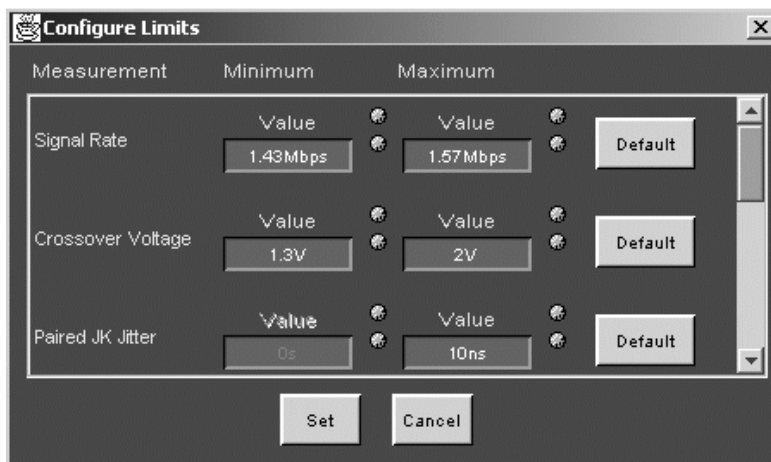 Configure Limits
Measurement Minimum Maximum
Value Value
Signal Rate 1.43Mbps 1.57Mbps Default
Value Value
Crossover Voltage 1.3V 2V Default
Value Value
Paired JK Jitter 0s 10ns Default
Set Cancel